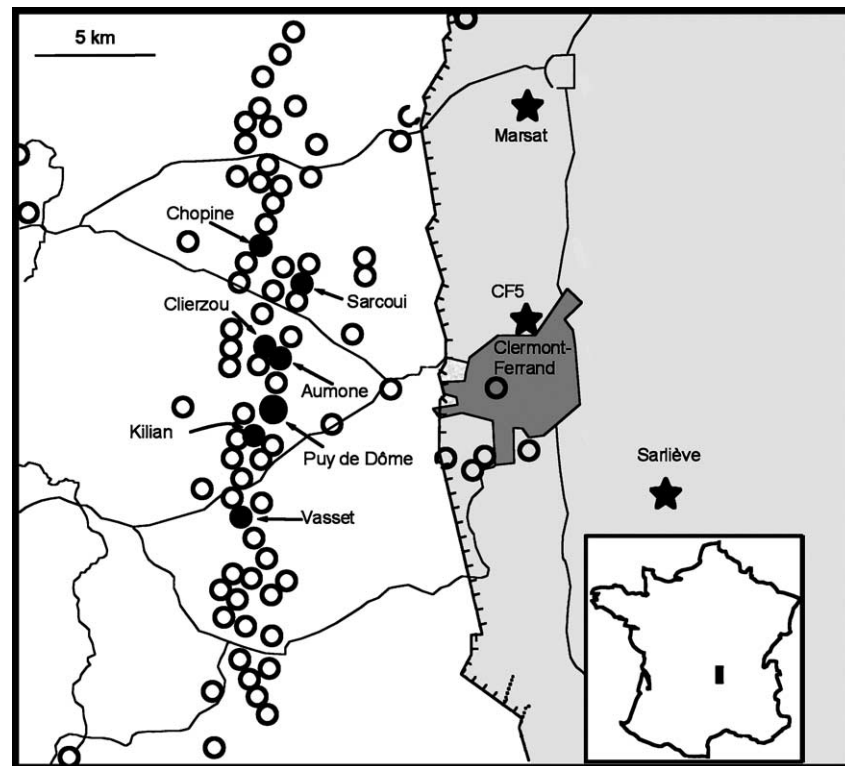 5 km
Marsat
Chopine
Sarcoui
CF5
Clierzou
Clermont-
Ferrand
Aumone
Kilian
Puy de Dôme
Sarliève
Vasset